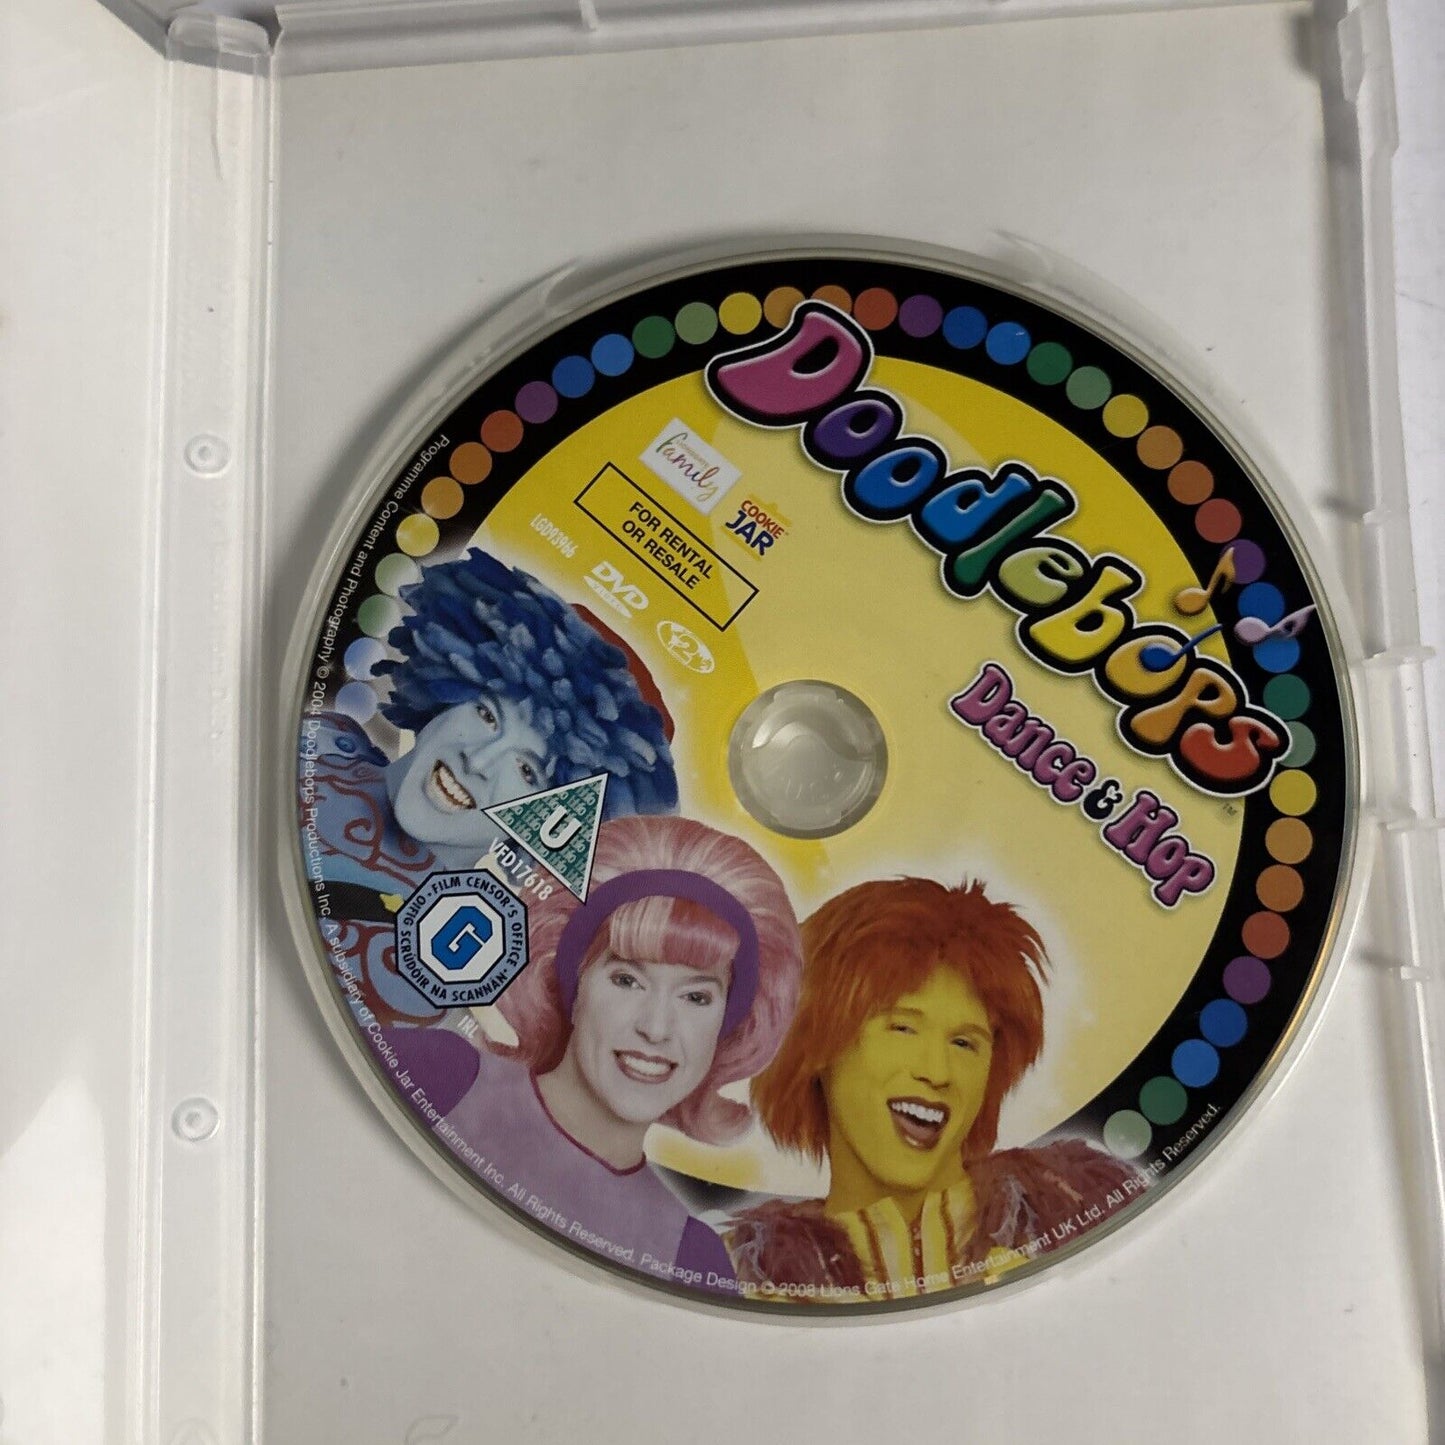 Doodlebops
TM
Dance & Hop
family
COOKIE
JAR
FOR RENTAL
OR RESALE
LGD93966
DVD
VIDEO
2
U
VFD17618
FILM CENSOR'S OFFICE
G
OIFIG SCRÚDÓIR NA SCANNÁN
IRL
Programme Content and Photography © 2004 Doodlebops Productions Inc. A subsidiary of Cookie Jar Entertainment Inc. All Rights Reserved. Package Design © 2008 Lions Gate Home Entertainment UK Ltd. All Rights Reserved.